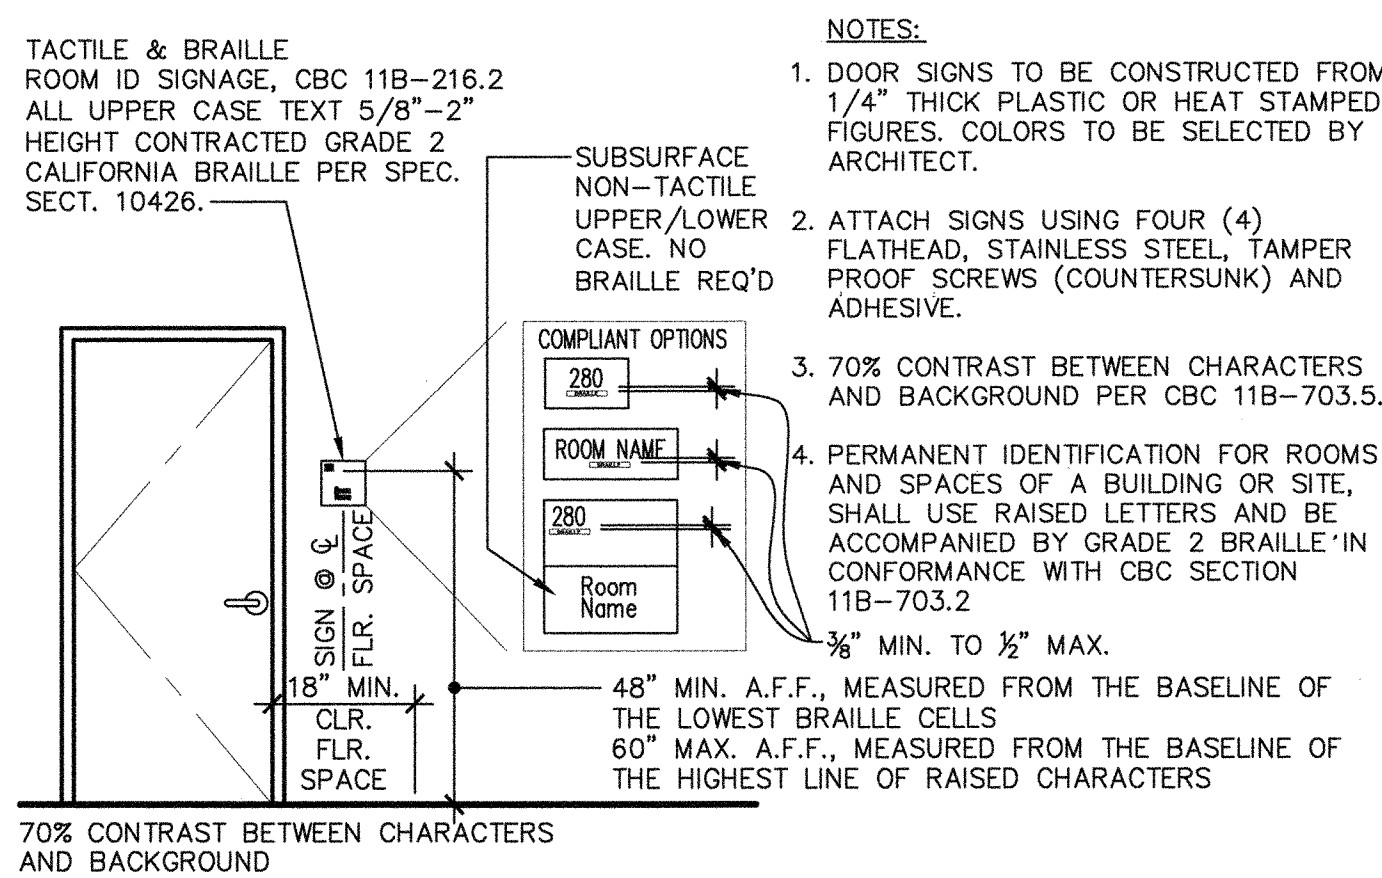 TACTILE & BRAILLE
ROOM ID SIGNAGE, CBC 11B-216.2
ALL UPPER CASE TEXT 5/8"-2"
HEIGHT CONTRACTED GRADE 2
CALIFORNIA BRAILLE PER SPEC.
SECT. 10426.
SUBSURFACE
NON-TACTILE
UPPER/LOWER
CASE. NO
BRAILLE REQ'D
COMPLIANT OPTIONS
280
BRAILLE
ROOM NAME
BRAILLE
280
BRAILLE
Room
Name
SIGN @ ℄
FLR. SPACE
18" MIN.
CLR.
FLR.
SPACE
NOTES:
1. DOOR SIGNS TO BE CONSTRUCTED FROM
1/4" THICK PLASTIC OR HEAT STAMPED
FIGURES. COLORS TO BE SELECTED BY
ARCHITECT.
2. ATTACH SIGNS USING FOUR (4)
FLATHEAD, STAINLESS STEEL, TAMPER
PROOF SCREWS (COUNTERSUNK) AND
ADHESIVE.
3. 70% CONTRAST BETWEEN CHARACTERS
AND BACKGROUND PER CBC 11B-703.5.
4. PERMANENT IDENTIFICATION FOR ROOMS
AND SPACES OF A BUILDING OR SITE,
SHALL USE RAISED LETTERS AND BE
ACCOMPANIED BY GRADE 2 BRAILLE IN
CONFORMANCE WITH CBC SECTION
11B-703.2
⅜" MIN. TO ½" MAX.
48" MIN. A.F.F., MEASURED FROM THE BASELINE OF
THE LOWEST BRAILLE CELLS
60" MAX. A.F.F., MEASURED FROM THE BASELINE OF
THE HIGHEST LINE OF RAISED CHARACTERS
70% CONTRAST BETWEEN CHARACTERS
AND BACKGROUND